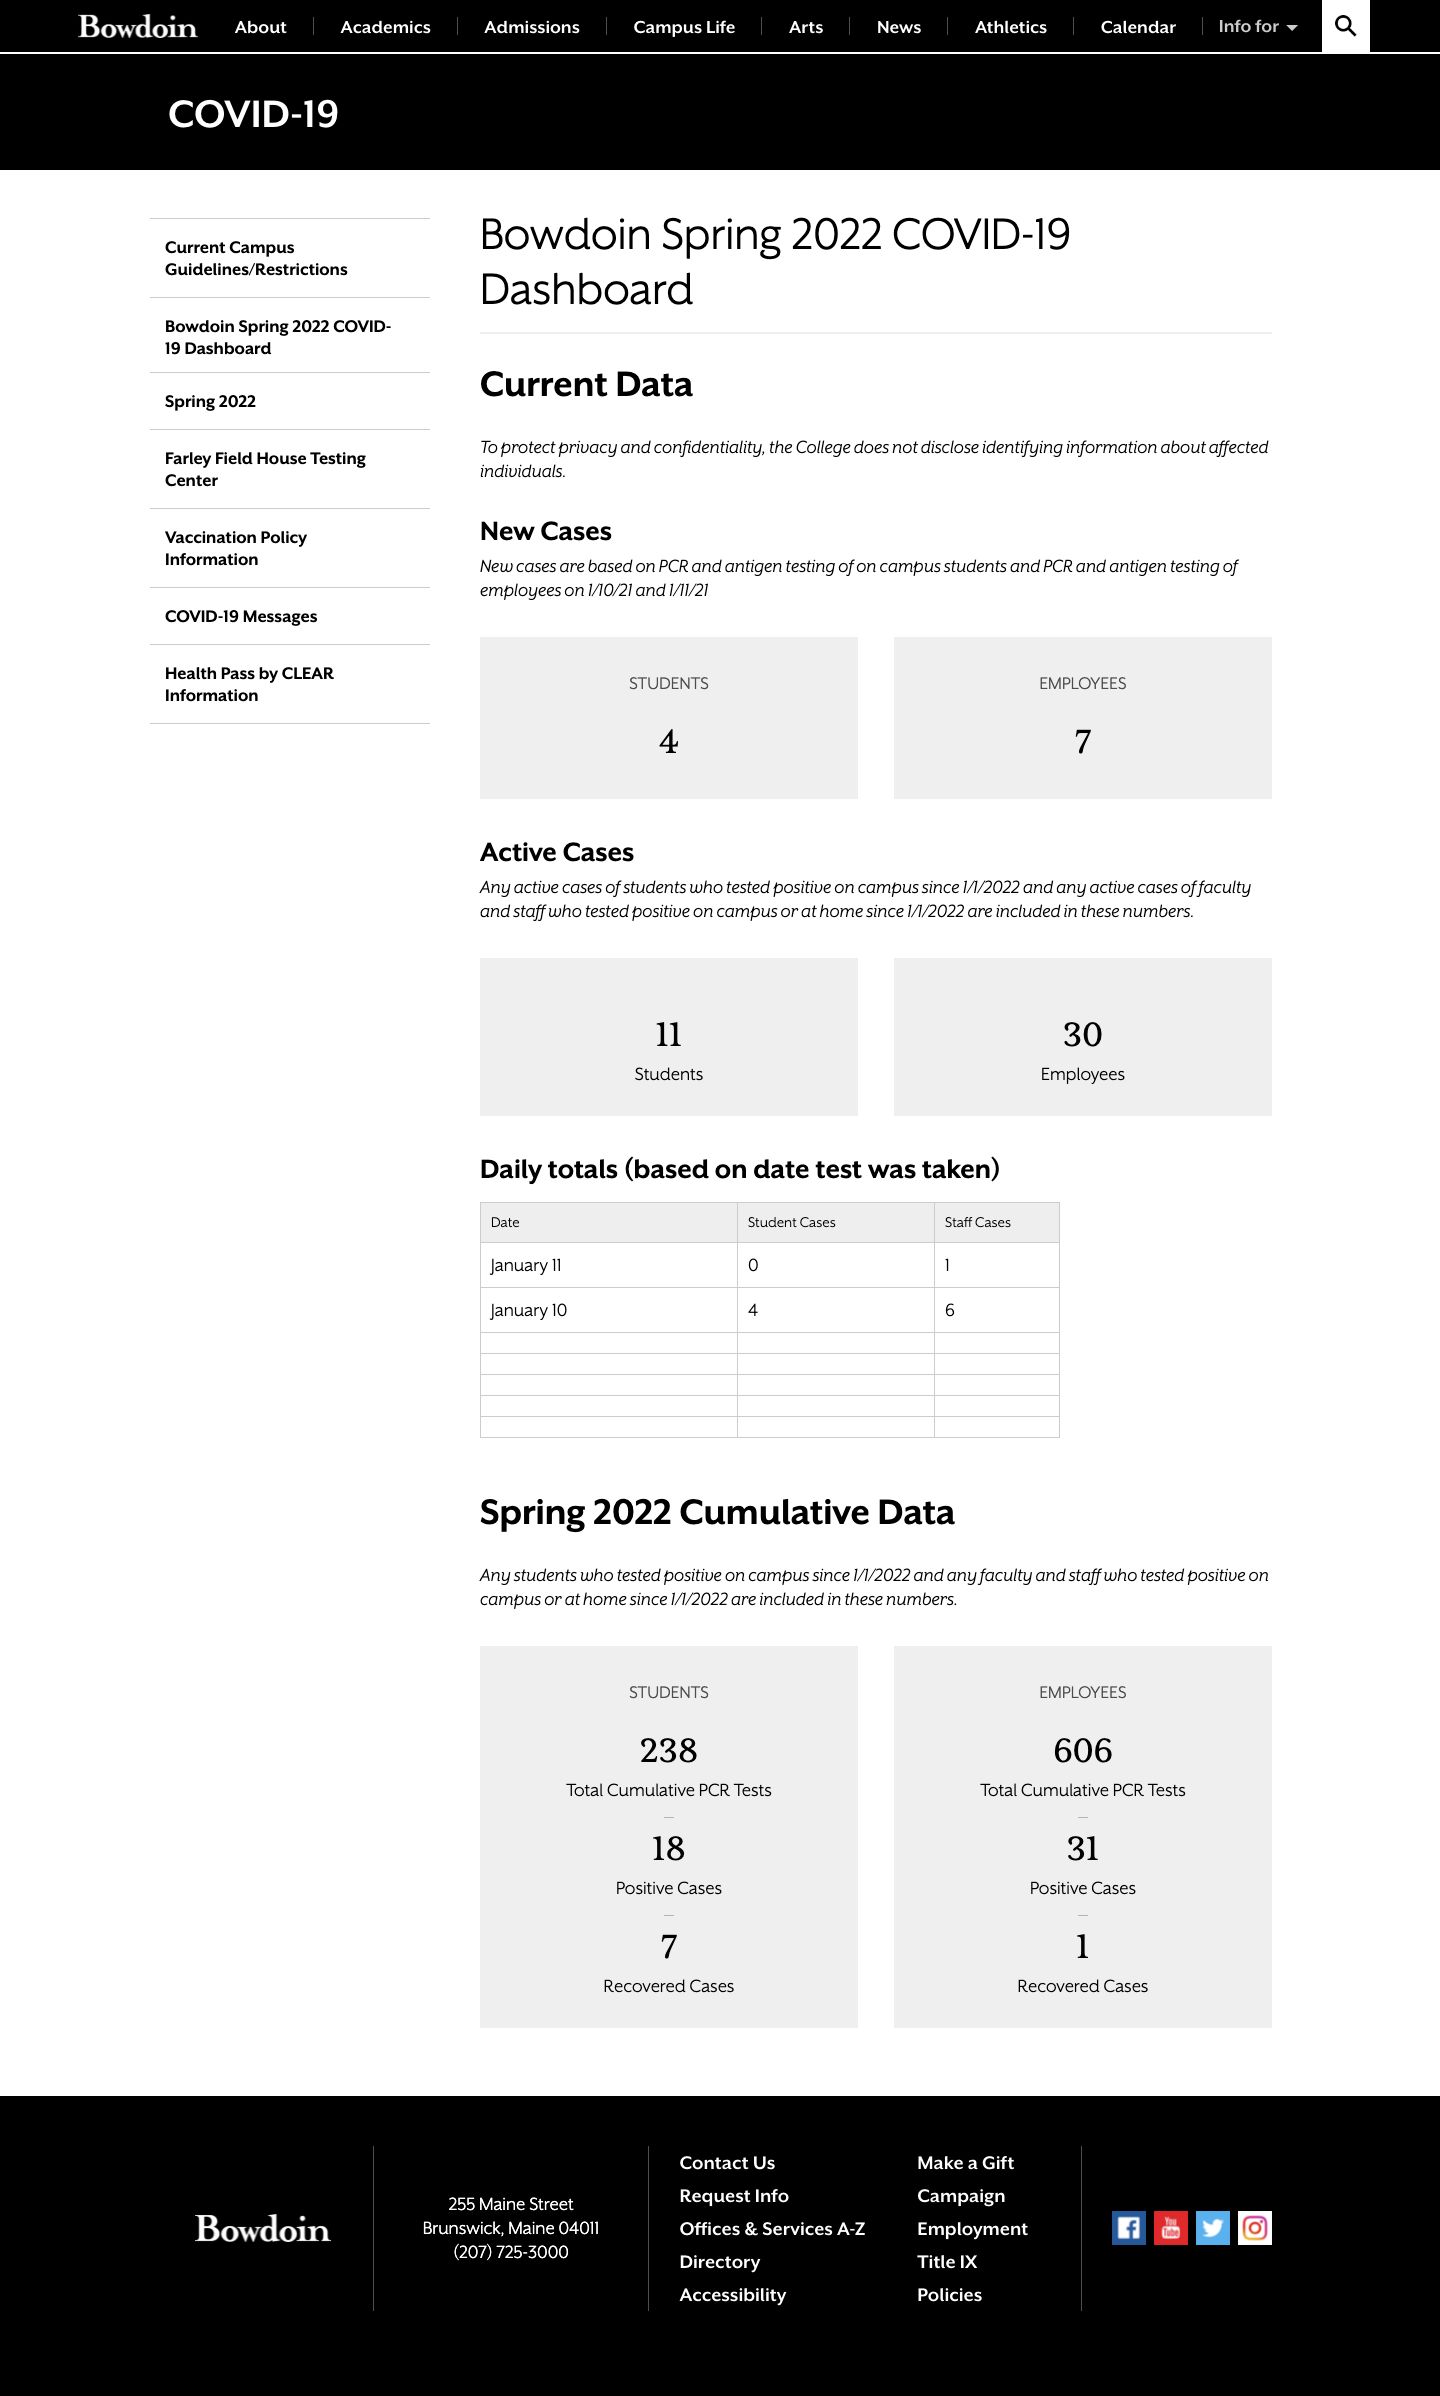 Bowdoin
About
Academics
Admissions
Campus Life
Arts
News
Athletics
Calendar
Info for
COVID-19
Current Campus
Guidelines/Restrictions
Bowdoin Spring 2022 COVID-
19 Dashboard
Spring 2022
Farley Field House Testing
Center
Vaccination Policy
Information
COVID-19 Messages
Health Pass by CLEAR
Information
Bowdoin Spring 2022 COVID-19
Dashboard
Current Data
To protect privacy and confidentiality, the College does not disclose identifying information about affected
individuals.
New Cases
New cases are based on PCR and antigen testing of on campus students and PCR and antigen testing of
employees on 1/10/21 and 1/11/21
STUDENTS
4
EMPLOYEES
7
Active Cases
Any active cases of students who tested positive on campus since 1/1/2022 and any active cases of faculty
and staff who tested positive on campus or at home since 1/1/2022 are included in these numbers.
11
Students
30
Employees
Daily totals (based on date test was taken)
Date Student Cases Staff Cases
January 11 0 1
January 10 4 6
Spring 2022 Cumulative Data
Any students who tested positive on campus since 1/1/2022 and any faculty and staff who tested positive on
campus or at home since 1/1/2022 are included in these numbers.
STUDENTS
238
Total Cumulative PCR Tests
—
18
Positive Cases
—
7
Recovered Cases
EMPLOYEES
606
Total Cumulative PCR Tests
—
31
Positive Cases
—
1
Recovered Cases
Bowdoin
255 Maine Street
Brunswick, Maine 04011
(207) 725-3000
Contact Us
Request Info
Offices & Services A-Z
Directory
Accessibility
Make a Gift
Campaign
Employment
Title IX
Policies
You
Tube